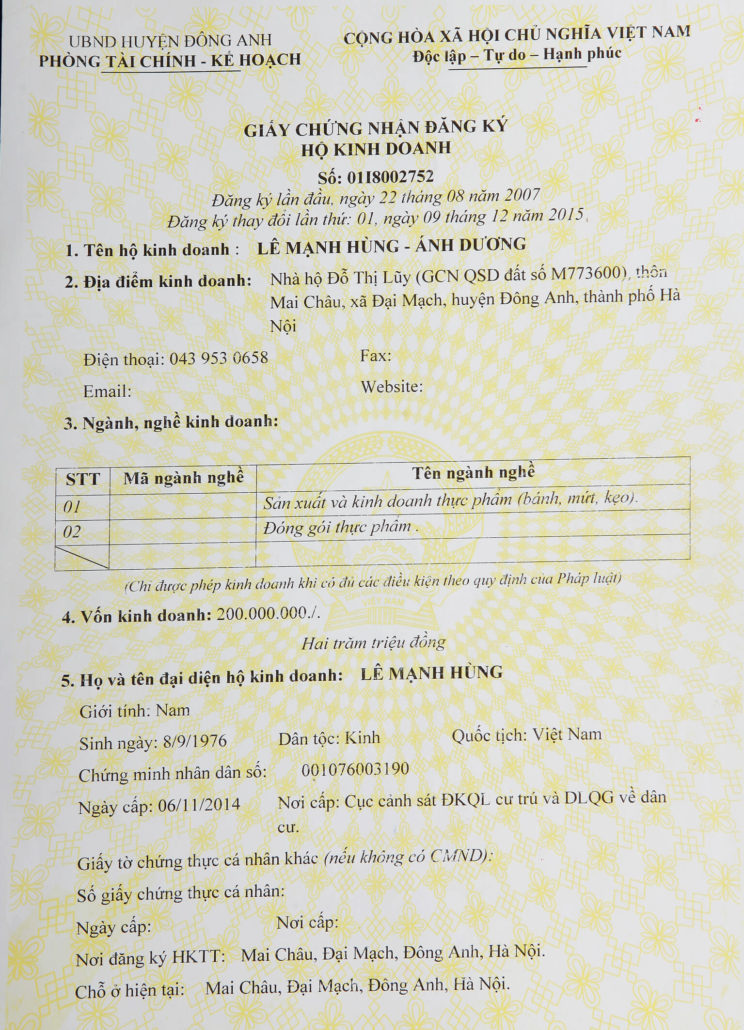 UBND HUYỆN ĐÔNG ANH
PHÒNG TÀI CHÍNH - KẾ HOẠCH
CỘNG HÒA XÃ HỘI CHỦ NGHĨA VIỆT NAM
Độc lập – Tự do – Hạnh phúc
GIẤY CHỨNG NHẬN ĐĂNG KÝ
HỘ KINH DOANH
Số: 01I8002752
Đăng ký lần đầu, ngày 22 tháng 08 năm 2007
Đăng ký thay đổi lần thứ: 01, ngày 09 tháng 12 năm 2015
1. Tên hộ kinh doanh : LÊ MẠNH HÙNG - ÁNH DƯƠNG
2. Địa điểm kinh doanh: Nhà hộ Đỗ Thị Lũy (GCN QSD đất số M773600), thôn
Mai Châu, xã Đại Mạch, huyện Đông Anh, thành phố Hà
Nội
Điện thoại: 043 953 0658 Fax:
Email: Website:
3. Ngành, nghề kinh doanh:
STT Mã ngành nghề Tên ngành nghề
01 Sản xuất và kinh doanh thực phẩm (bánh, mứt, kẹo).
02 Đóng gói thực phẩm .
(Chỉ được phép kinh doanh khi có đủ các điều kiện theo quy định của Pháp luật)
4. Vốn kinh doanh: 200.000.000./.
Hai trăm triệu đồng
5. Họ và tên đại diện hộ kinh doanh: LÊ MẠNH HÙNG
Giới tính: Nam
Sinh ngày: 8/9/1976 Dân tộc: Kinh Quốc tịch: Việt Nam
Chứng minh nhân dân số: 001076003190
Ngày cấp: 06/11/2014 Nơi cấp: Cục cảnh sát ĐKQL cư trú và DLQG về dân
cư.
Giấy tờ chứng thực cá nhân khác (nếu không có CMND):
Số giấy chứng thực cá nhân:
Ngày cấp: Nơi cấp:
Nơi đăng ký HKTT: Mai Châu, Đại Mạch, Đông Anh, Hà Nội.
Chỗ ở hiện tại: Mai Châu, Đại Mạch, Đông Anh, Hà Nội.